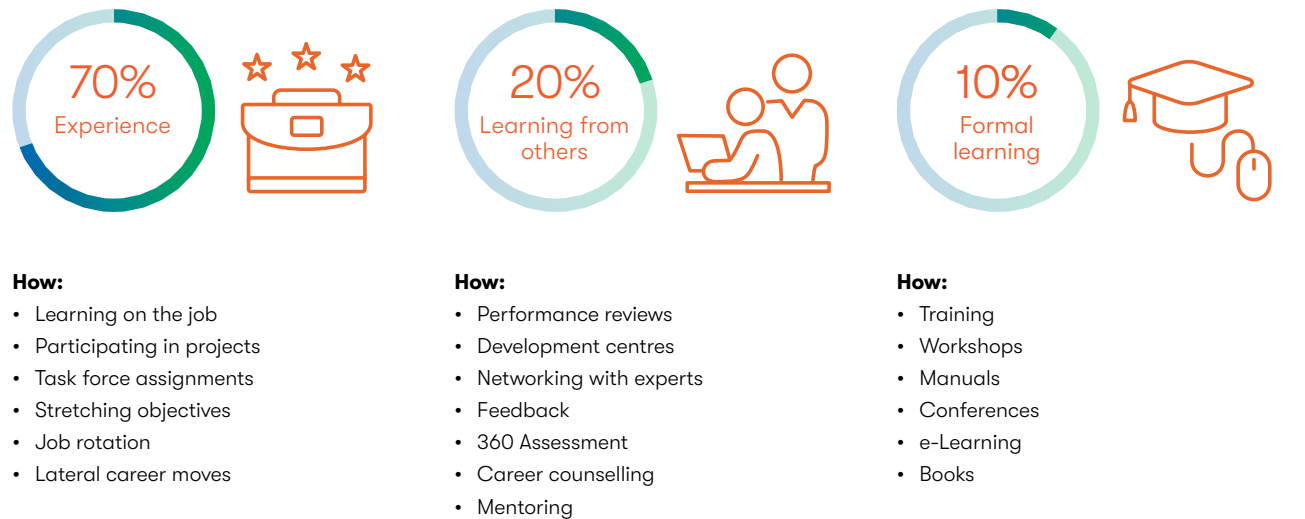 70%
Experience
How:
• Learning on the job
• Participating in projects
• Task force assignments
• Stretching objectives
• Job rotation
• Lateral career moves
20%
Learning from
others
How:
• Performance reviews
• Development centres
• Networking with experts
• Feedback
• 360 Assessment
• Career counselling
• Mentoring
10%
Formal
learning
How:
• Training
• Workshops
• Manuals
• Conferences
• e-Learning
• Books